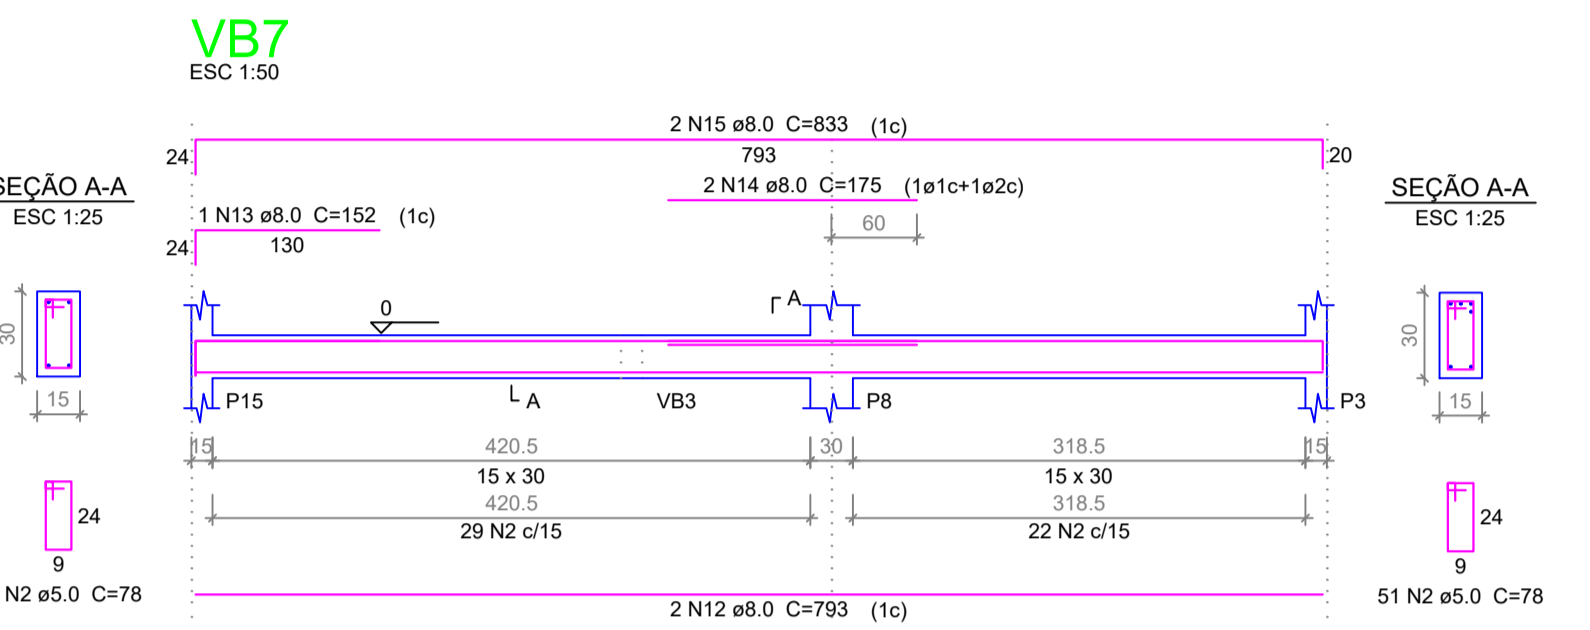 VB7
ESC 1:50
2 N15 ø8.0 C=833 (1c)
24
793
20
2 N14 ø8.0 C=175 (1ø1c+1ø2c)
SEÇÃO A-A
ESC 1:25
1 N13 ø8.0 C=152 (1c)
60
SEÇÃO A-A
ESC 1:25
24
130
0
A
30
15
P15
A
VB3
P8
P3
30
15
15
420.5
30
318.5
15
15 x 30
15 x 30
420.5
318.5
29 N2 c/15
22 N2 c/15
24
9
N2 ø5.0 C=78
24
9
51 N2 ø5.0 C=78
2 N12 ø8.0 C=793 (1c)